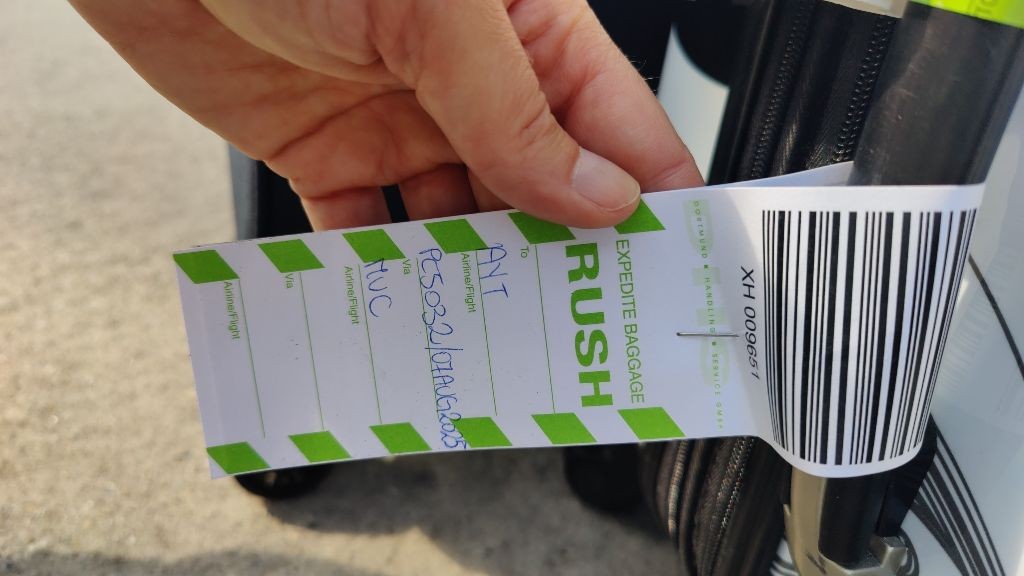 DORTMUND ■ HANDLING ■ SERVICE GMBH
XH 009651
EXPEDITE BAGGAGE
RUSH
To
AYT
Airline/Flight
PC5032/07AUG2025
Via
MUC
Airline/Flight
Via
Airline/Flight